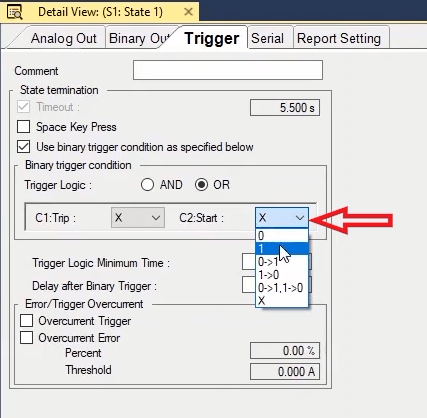 Detail View: (S1: State 1)
Analog Out Binary Out Trigger Serial Report Setting
Comment
State termination
Timeout : 5.500 s
Space Key Press
Use binary trigger condition as specified below
Binary trigger condition
Trigger Logic : AND OR
C1:Trip : X C2:Start : X
0
1
0->1
1->0
0->1,1->0
X
Trigger Logic Minimum Time :
Delay after Binary Trigger :
Error/Trigger Overcurrent
Overcurrent Trigger
Overcurrent Error
Percent 0.00 %
Threshold 0.000 A